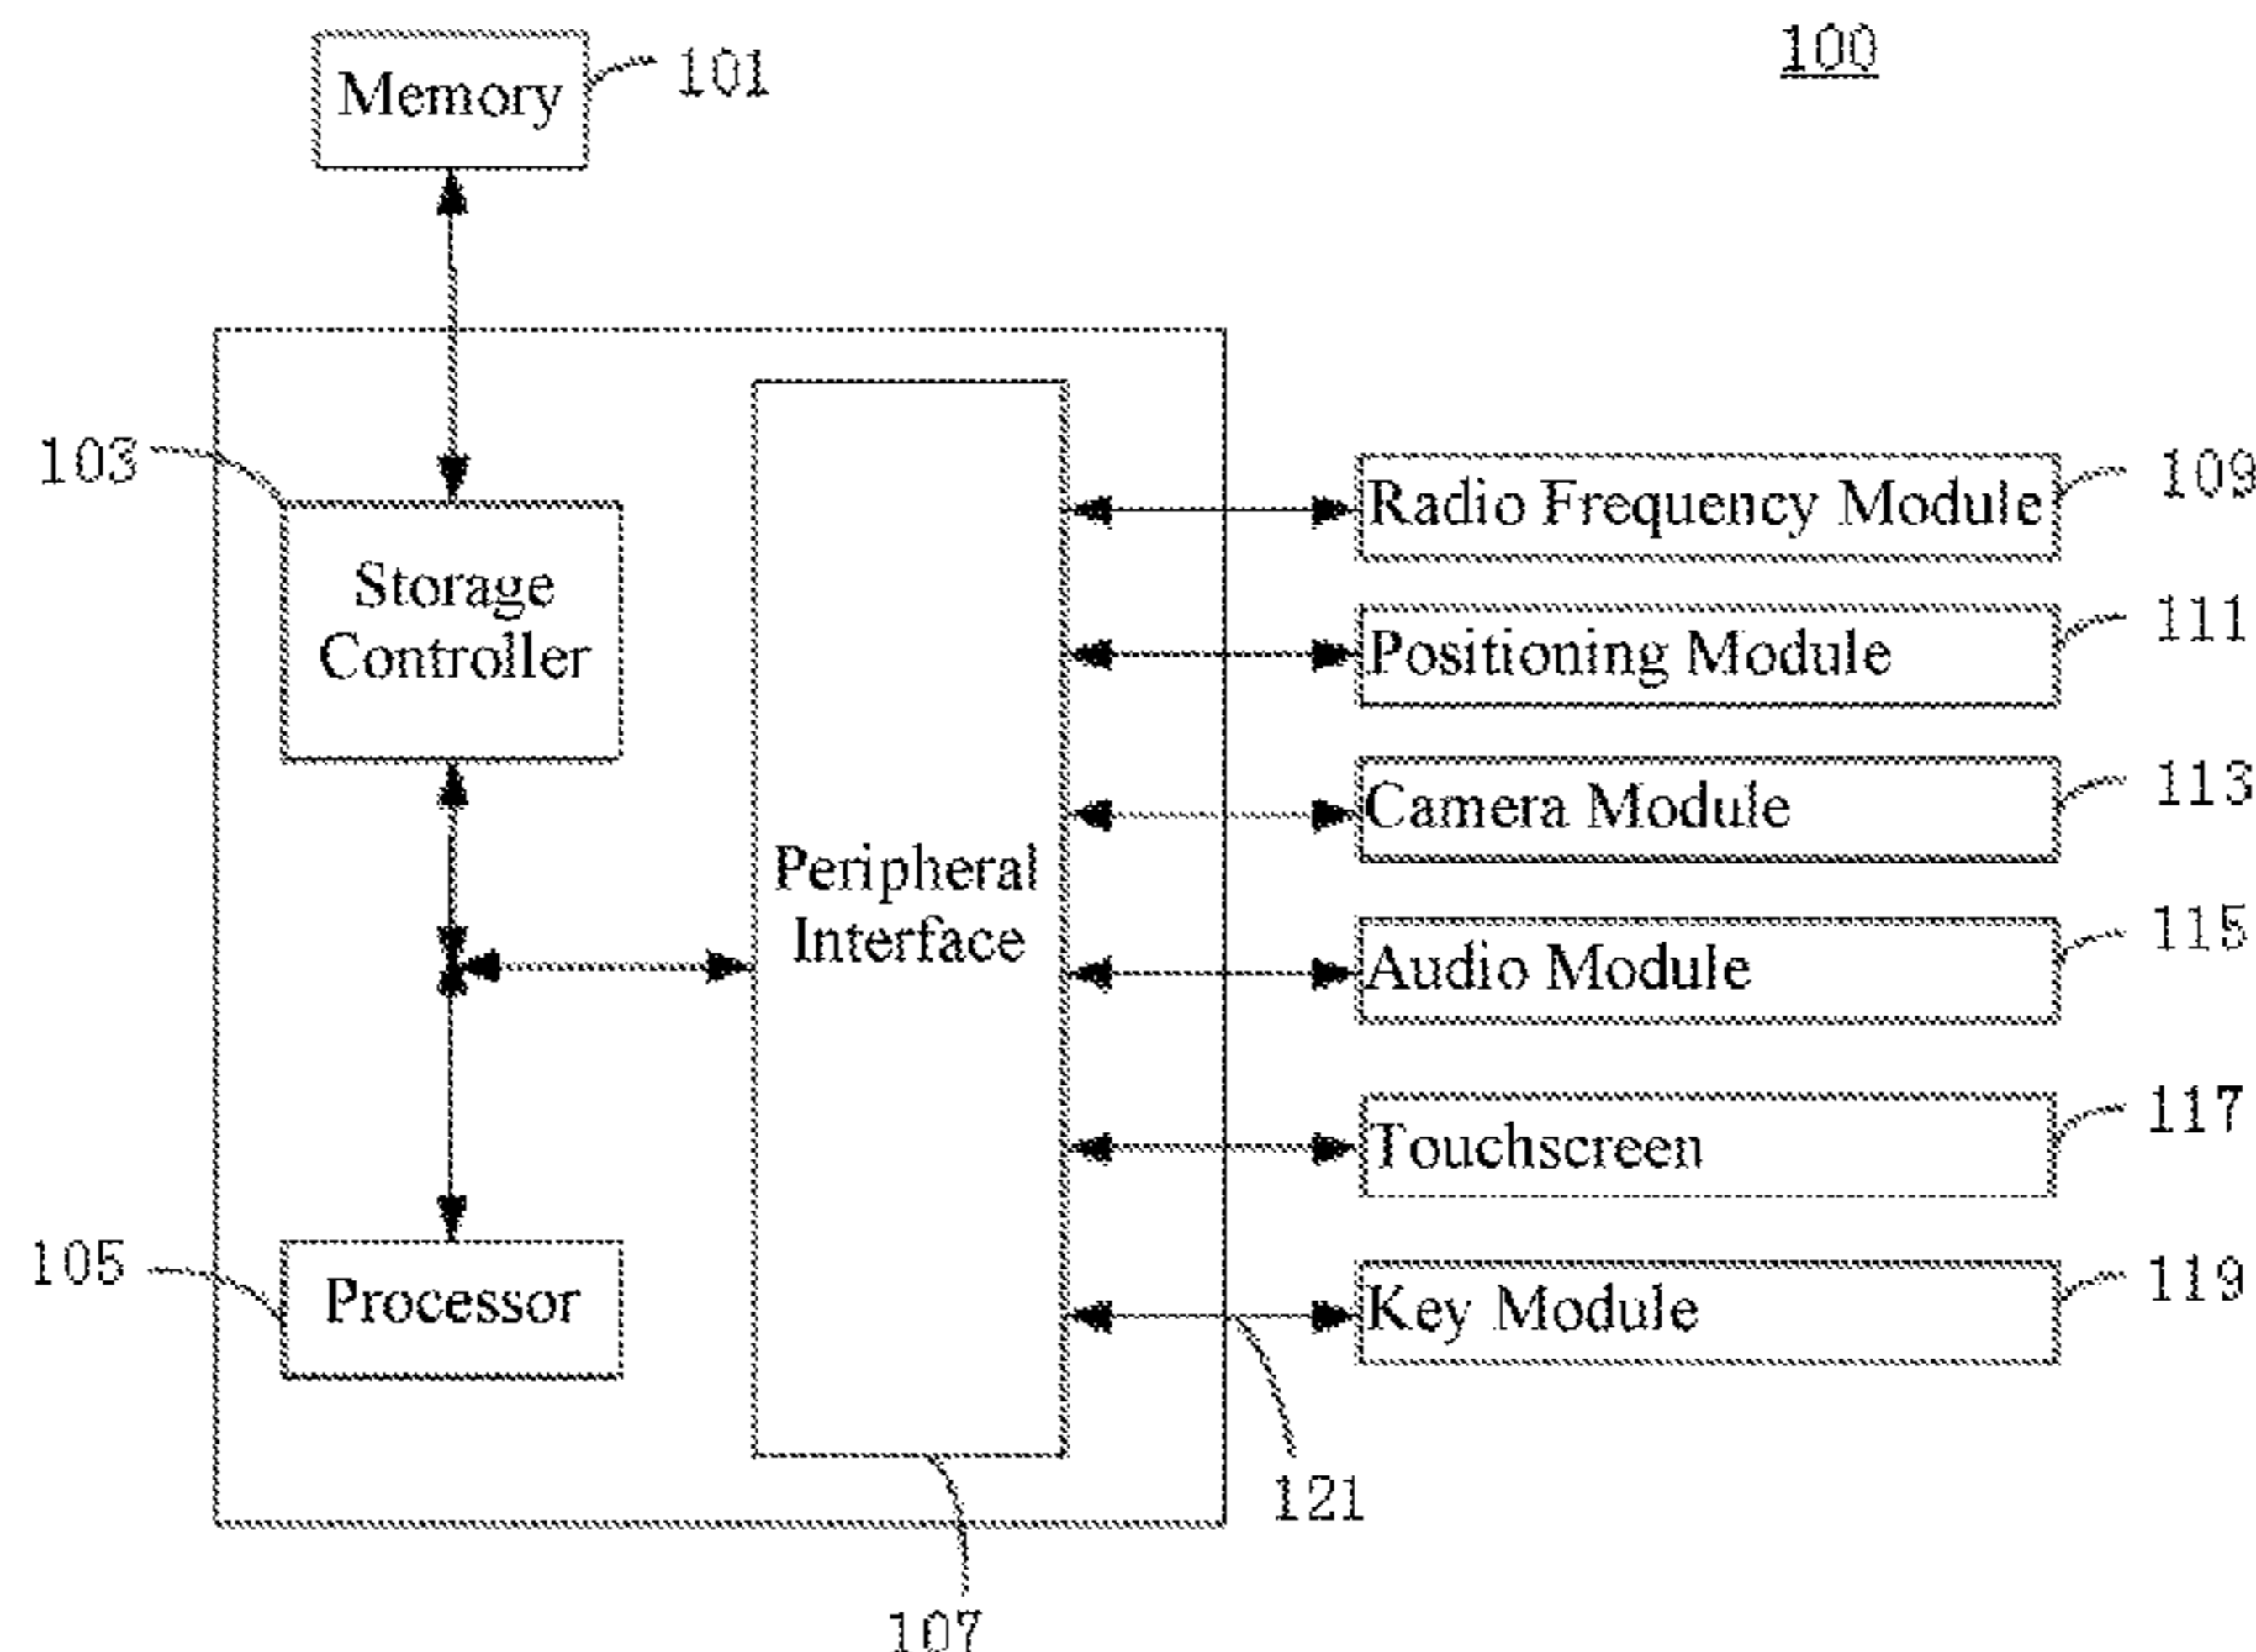 100
Memory
101
103
Storage
Controller
Peripheral
Interface
Processor
105
Radio Frequency Module
109
Positioning Module
111
Camera Module
113
Audio Module
115
Touchscreen
117
Key Module
119
121
107